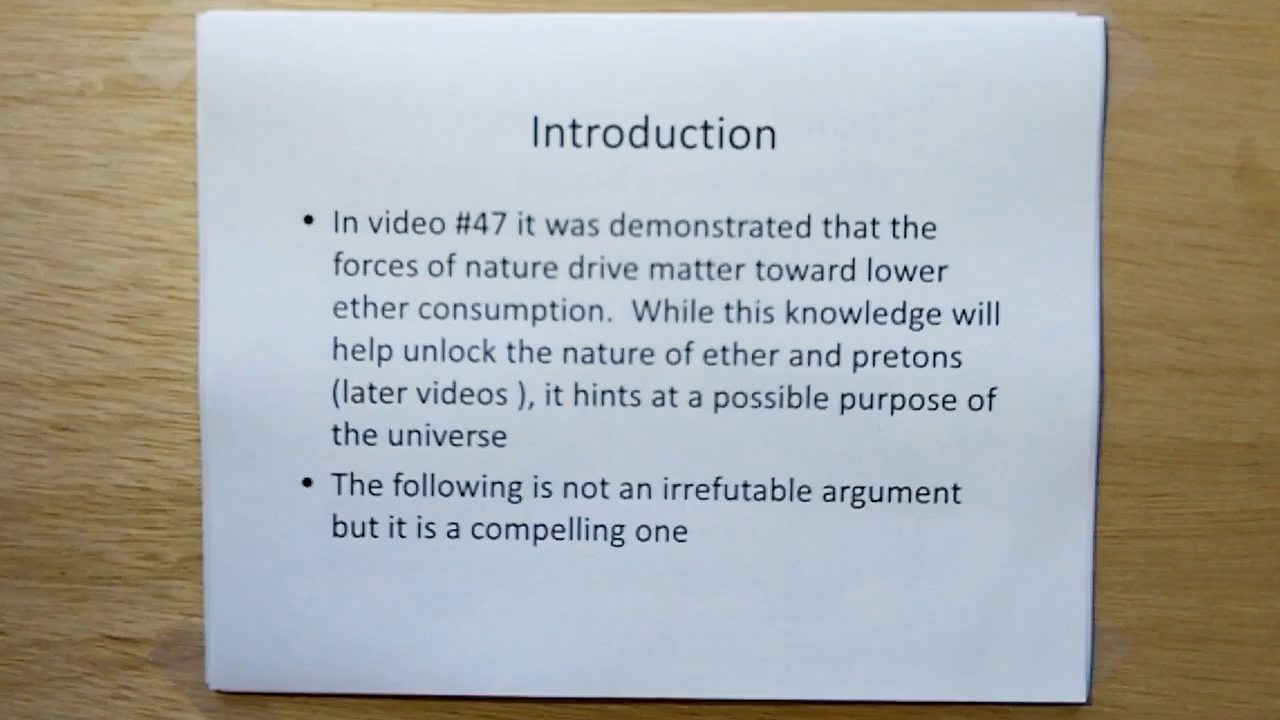 Introduction
• In video #47 it was demonstrated that the
forces of nature drive matter toward lower
ether consumption.  While this knowledge will
help unlock the nature of ether and pretons
(later videos ), it hints at a possible purpose of
the universe
• The following is not an irrefutable argument
but it is a compelling one